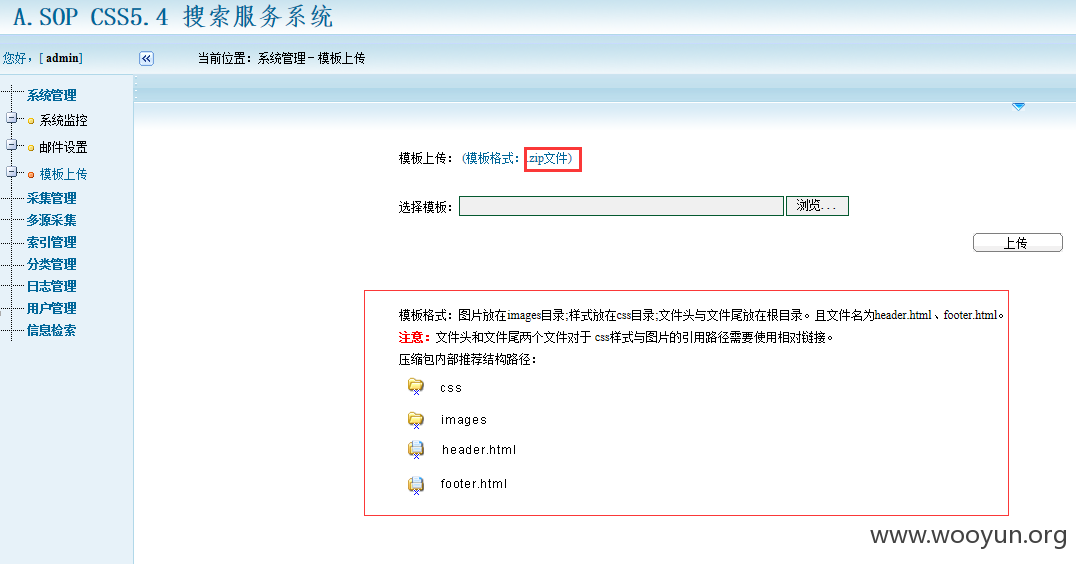 A.SOP CSS5.4 搜索服务系统
您好，[ admin]
当前位置：系统管理－模板上传
系统管理
系统监控
邮件设置
模板上传
采集管理
多源采集
索引管理
分类管理
日志管理
用户管理
信息检索
模板上传：(模板格式：.zip文件)
选择模板：
浏览...
上传
模板格式：图片放在images目录;样式放在css目录;文件头与文件尾放在根目录。且文件名为header.html、footer.html。
注意：文件头和文件尾两个文件对于 css样式与图片的引用路径需要使用相对链接。
压缩包内部推荐结构路径：
css
images
header.html
footer.html
www.wooyun.org